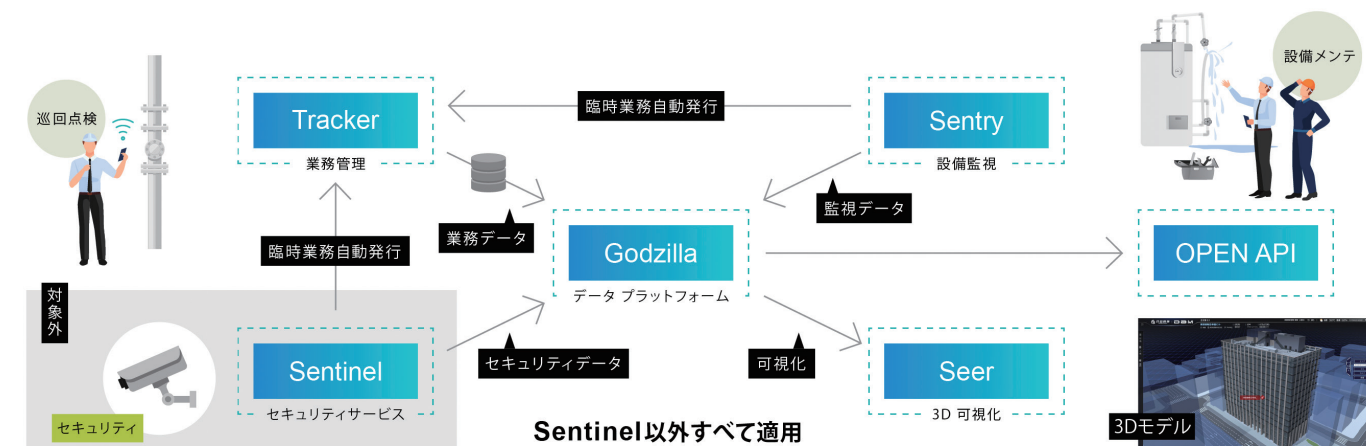 巡回点検
Tracker
業務管理
臨時業務自動発行
Sentry
設備監視
設備メンテ
業務データ
監視データ
臨時業務自動発行
Godzilla
データ プラットフォーム
OPEN API
対象外
Sentinel
セキュリティサービス
セキュリティ
セキュリティデータ
可視化
Seer
3D 可視化
3Dモデル
Sentinel以外すべて適用